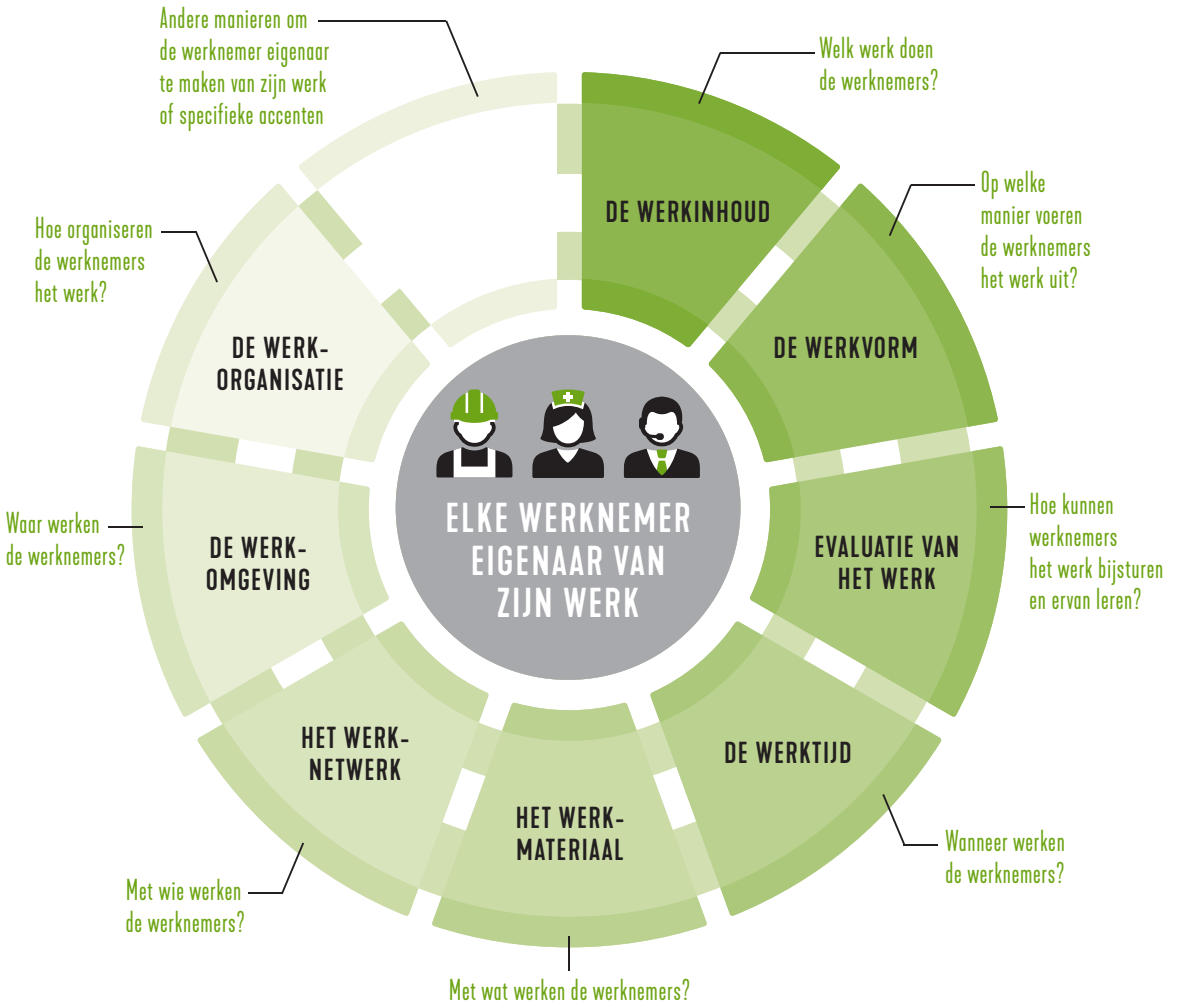 Andere manieren om
de werknemer eigenaar
te maken van zijn werk
of specifieke accenten
Welk werk doen
de werknemers?
DE WERKINHOUD
Op welke
manier voeren
de werknemers
het werk uit?
DE WERKVORM
Hoe kunnen
werknemers
het werk bijsturen
en ervan leren?
EVALUATIE VAN
HET WERK
DE WERKTIJD
Wanneer werken
de werknemers?
HET WERK-
MATERIAAL
Met wat werken de werknemers?
HET WERK-
NETWERK
Met wie werken
de werknemers?
DE WERK-
OMGEVING
Waar werken
de werknemers?
DE WERK-
ORGANISATIE
Hoe organiseren
de werknemers
het werk?
ELKE WERKNEMER
EIGENAAR VAN
ZIJN WERK